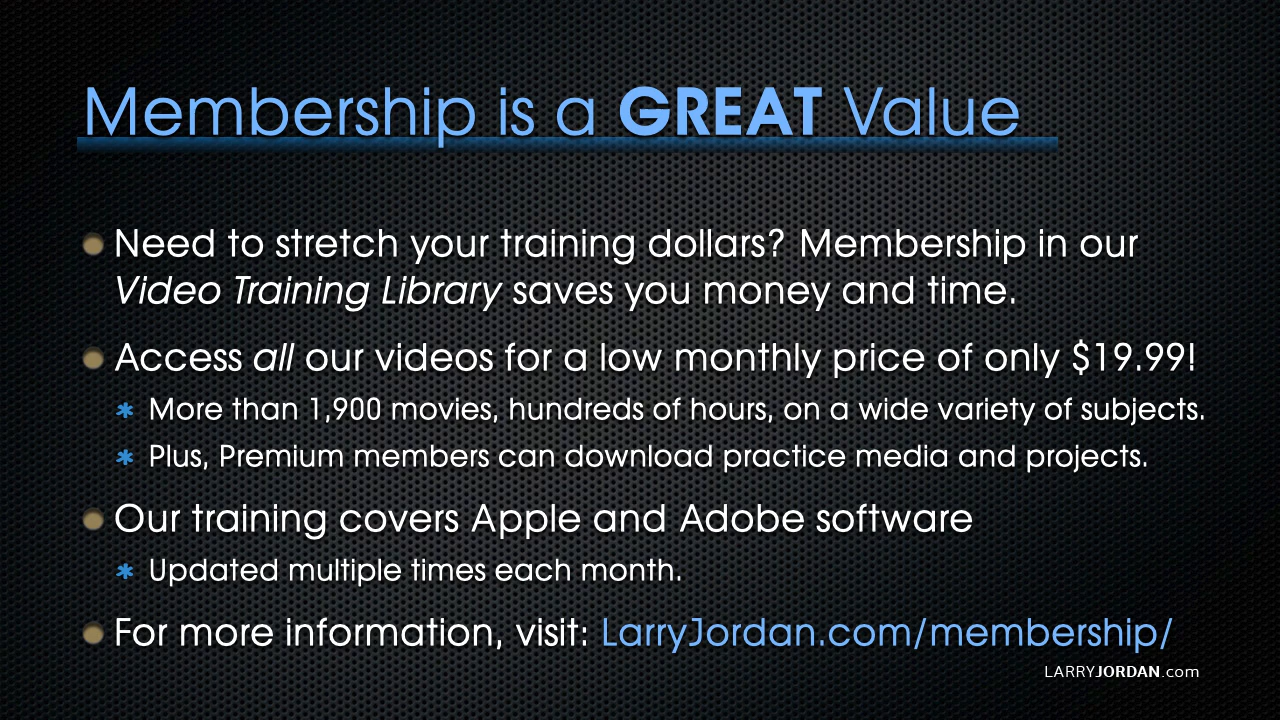 Membership is a GREAT Value
Need to stretch your training dollars? Membership in our
Video Training Library saves you money and time.
Access all our videos for a low monthly price of only $19.99!
More than 1,900 movies, hundreds of hours, on a wide variety of subjects.
Plus, Premium members can download practice media and projects.
Our training covers Apple and Adobe software
Updated multiple times each month.
For more information, visit: LarryJordan.com/membership/
LARRYJORDAN.com